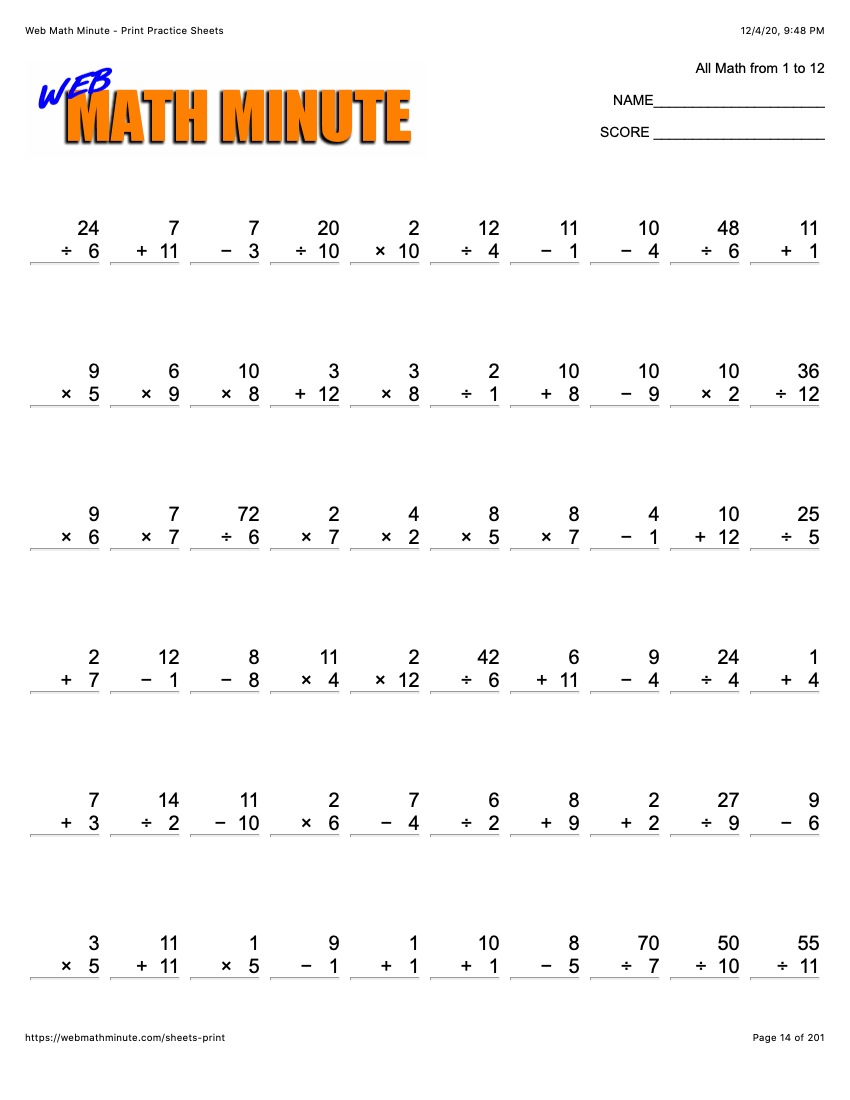 Web Math Minute - Print Practice Sheets 12/4/20, 9:48 PM
WEB
MATH MINUTE
All Math from 1 to 12
NAME______________________
SCORE ______________________
24 7 7 20 2 12 11 10 48 11
÷ 6 + 11 − 3 ÷ 10 × 10 ÷ 4 − 1 − 4 ÷ 6 + 1
9 6 10 3 3 2 10 10 10 36
× 5 × 9 × 8 + 12 × 8 ÷ 1 + 8 − 9 × 2 ÷ 12
9 7 72 2 4 8 8 4 10 25
× 6 × 7 ÷ 6 × 7 × 2 × 5 × 7 − 1 + 12 ÷ 5
2 12 8 11 2 42 6 9 24 1
+ 7 − 1 − 8 × 4 × 12 ÷ 6 + 11 − 4 ÷ 4 + 4
7 14 11 2 7 6 8 2 27 9
+ 3 ÷ 2 − 10 × 6 − 4 ÷ 2 + 9 + 2 ÷ 9 − 6
3 11 1 9 1 10 8 70 50 55
× 5 + 11 × 5 − 1 + 1 + 1 − 5 ÷ 7 ÷ 10 ÷ 11
https://webmathminute.com/sheets-print Page 14 of 201